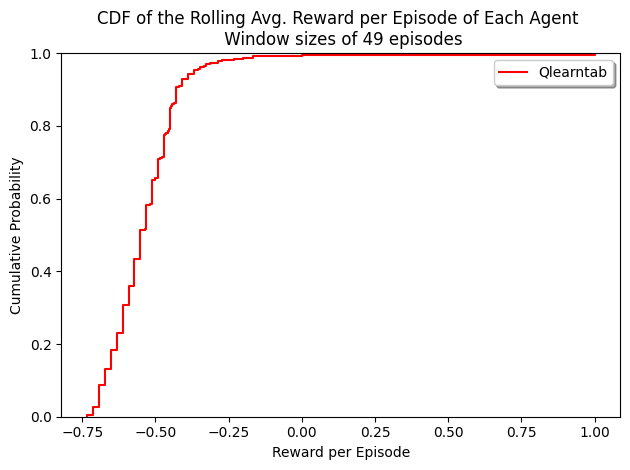 CDF of the Rolling Avg. Reward per Episode of Each Agent
Window sizes of 49 episodes
Qlearntab
Cumulative Probability
1.0
0.8
0.6
0.4
0.2
0.0
−0.75
−0.50
−0.25
0.00
0.25
0.50
0.75
1.00
Reward per Episode